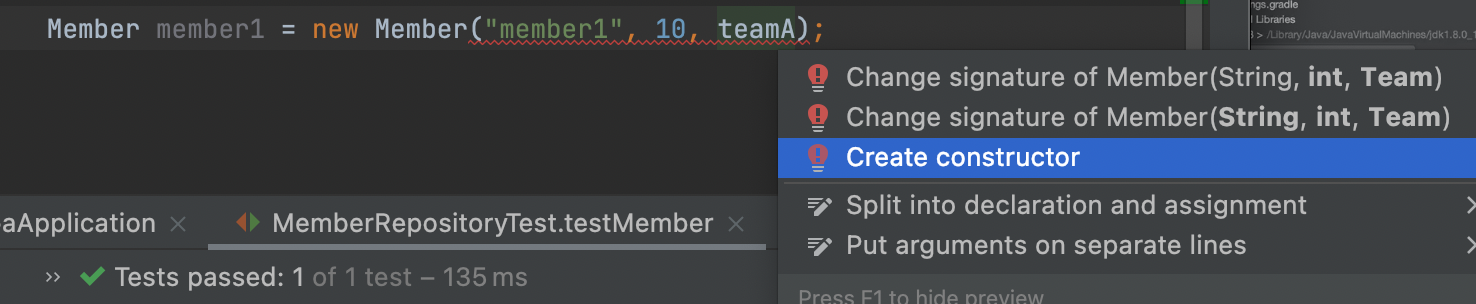 ngs.gradle
l Libraries
8 > /Library/Java/JavaVirtualMachines/jdk1.8.0_1
Member member1 = new Member("member1", 10, teamA);
Change signature of Member(String, int, Team)
Change signature of Member(String, int, Team)
Create constructor
Split into declaration and assignment
Put arguments on separate lines
Press F1 to hide preview
aApplication
MemberRepositoryTest.testMember
Tests passed: 1 of 1 test – 135 ms